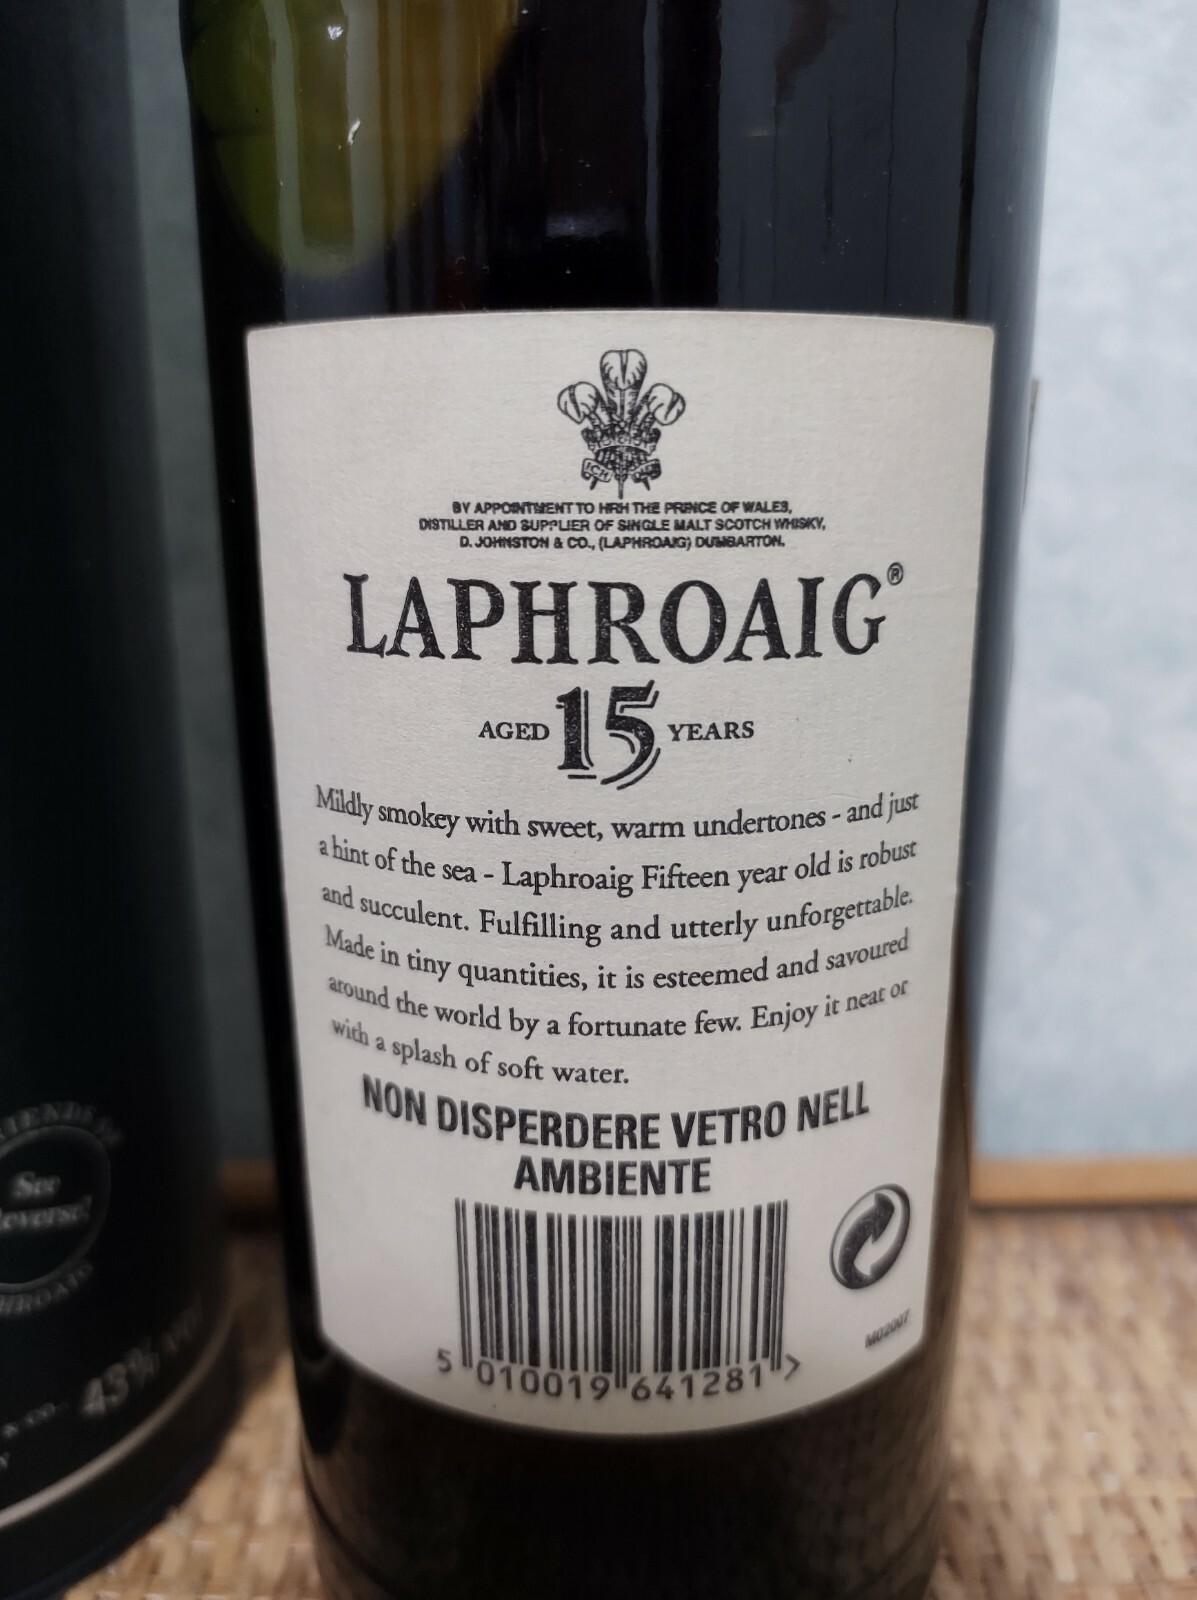 BY APPOINTMENT TO HRH THE PRINCE OF WALES,
DISTILLER AND SUPPLIER OF SINGLE MALT SCOTCH WHISKY,
D. JOHNSTON & CO., (LAPHROAIG) DUMBARTON.
LAPHROAIG®
AGED 15 YEARS
Mildly smokey with sweet, warm undertones - and just
a hint of the sea - Laphroaig Fifteen year old is robust
and succulent. Fulfilling and utterly unforgettable.
Made in tiny quantities, it is esteemed and savoured
around the world by a fortunate few. Enjoy it neat or
with a splash of soft water.
NON DISPERDERE VETRO NELL
AMBIENTE
5 010019 641281 >
M02007
See
43% vol